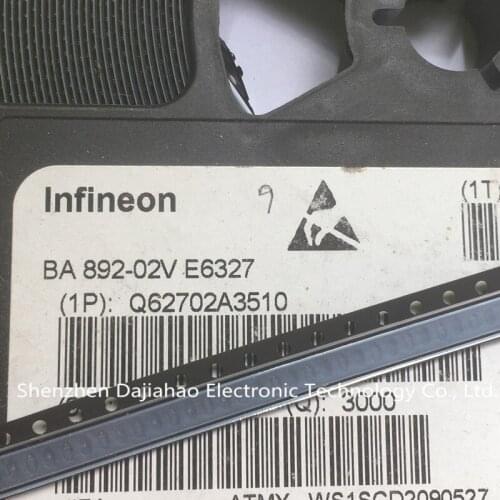 Infineon
9
(1T)
BA 892-02V E6327
(1P): Q62702A3510
Shenzhen Dajiahao Electronic Technology Co., Ltd
(Q): 3000